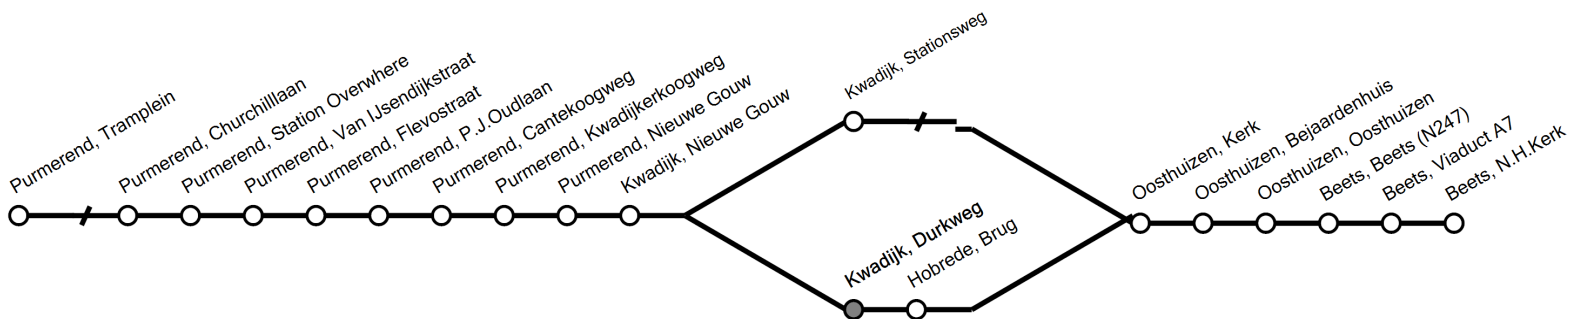 Purmerend, Tramplein
Purmerend, Churchilllaan
Purmerend, Station Overwhere
Purmerend, Van IJsendijkstraat
Purmerend, Flevostraat
Purmerend, P.J.Oudlaan
Purmerend, Cantekoogweg
Purmerend, Kwadijkerkoogweg
Purmerend, Nieuwe Gouw
Kwadijk, Nieuwe Gouw
Kwadijk, Stationsweg
Kwadijk, Durkweg
Hobrede, Brug
Oosthuizen, Kerk
Oosthuizen, Bejaardenhuis
Oosthuizen, Oosthuizen
Beets, Beets (N247)
Beets, Viaduct A7
Beets, N.H.Kerk